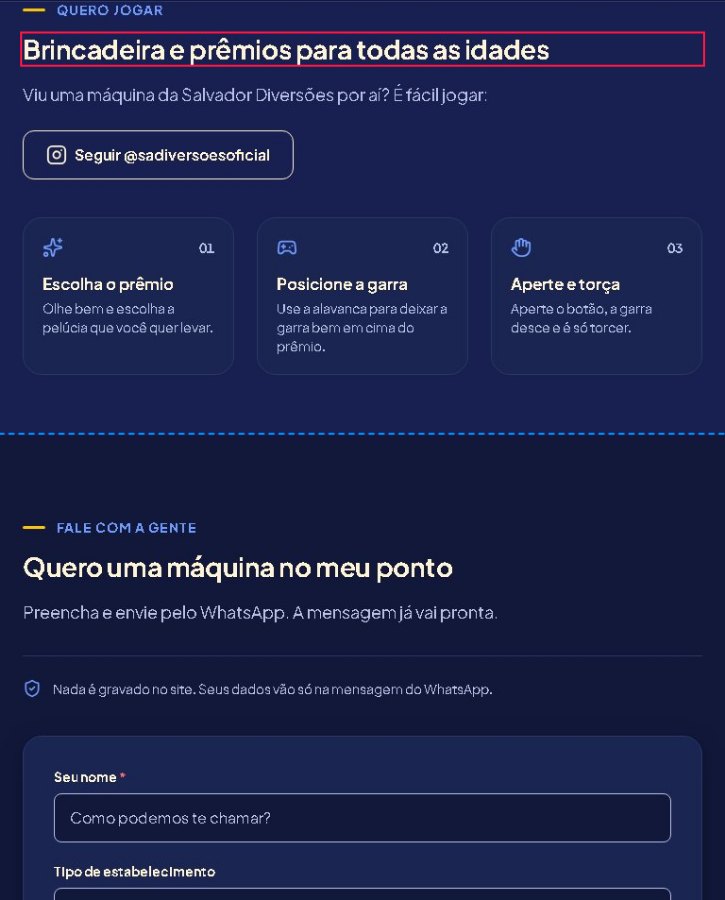 QUERO JOGAR
Brincadeira e prêmios para todas as idades
Viu uma máquina da Salvador Diversões por aí? É fácil jogar:
Seguir @sadiversoesoficial
01
Escolha o prêmio
Olhe bem e escolha a
pelúcia que você quer levar.
02
Posicione a garra
Use a alavanca para deixar a
garra bem em cima do
prêmio.
03
Aperte e torça
Aperte o botão, a garra
desce e é só torcer.
FALE COM A GENTE
Quero uma máquina no meu ponto
Preencha e envie pelo WhatsApp. A mensagem já vai pronta.
Nada é gravado no site. Seus dados vão só na mensagem do WhatsApp.
Seu nome *
Como podemos te chamar?
Tipo de estabelecimento